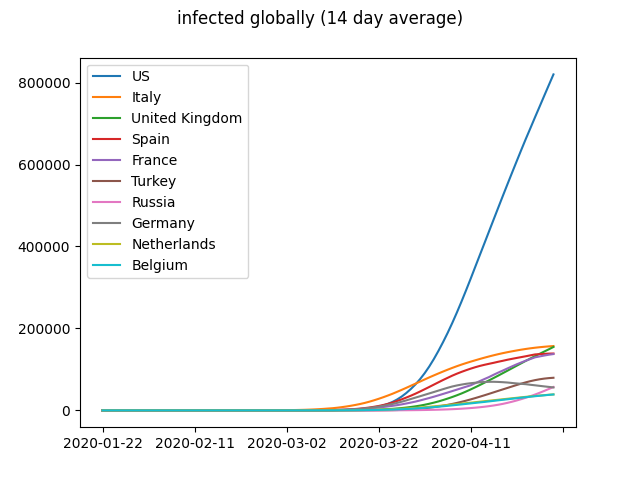 infected globally (14 day average)
800000
600000
400000
200000
0
US
Italy
United Kingdom
Spain
France
Turkey
Russia
Germany
Netherlands
Belgium
2020-01-22 2020-02-11 2020-03-02 2020-03-22 2020-04-11